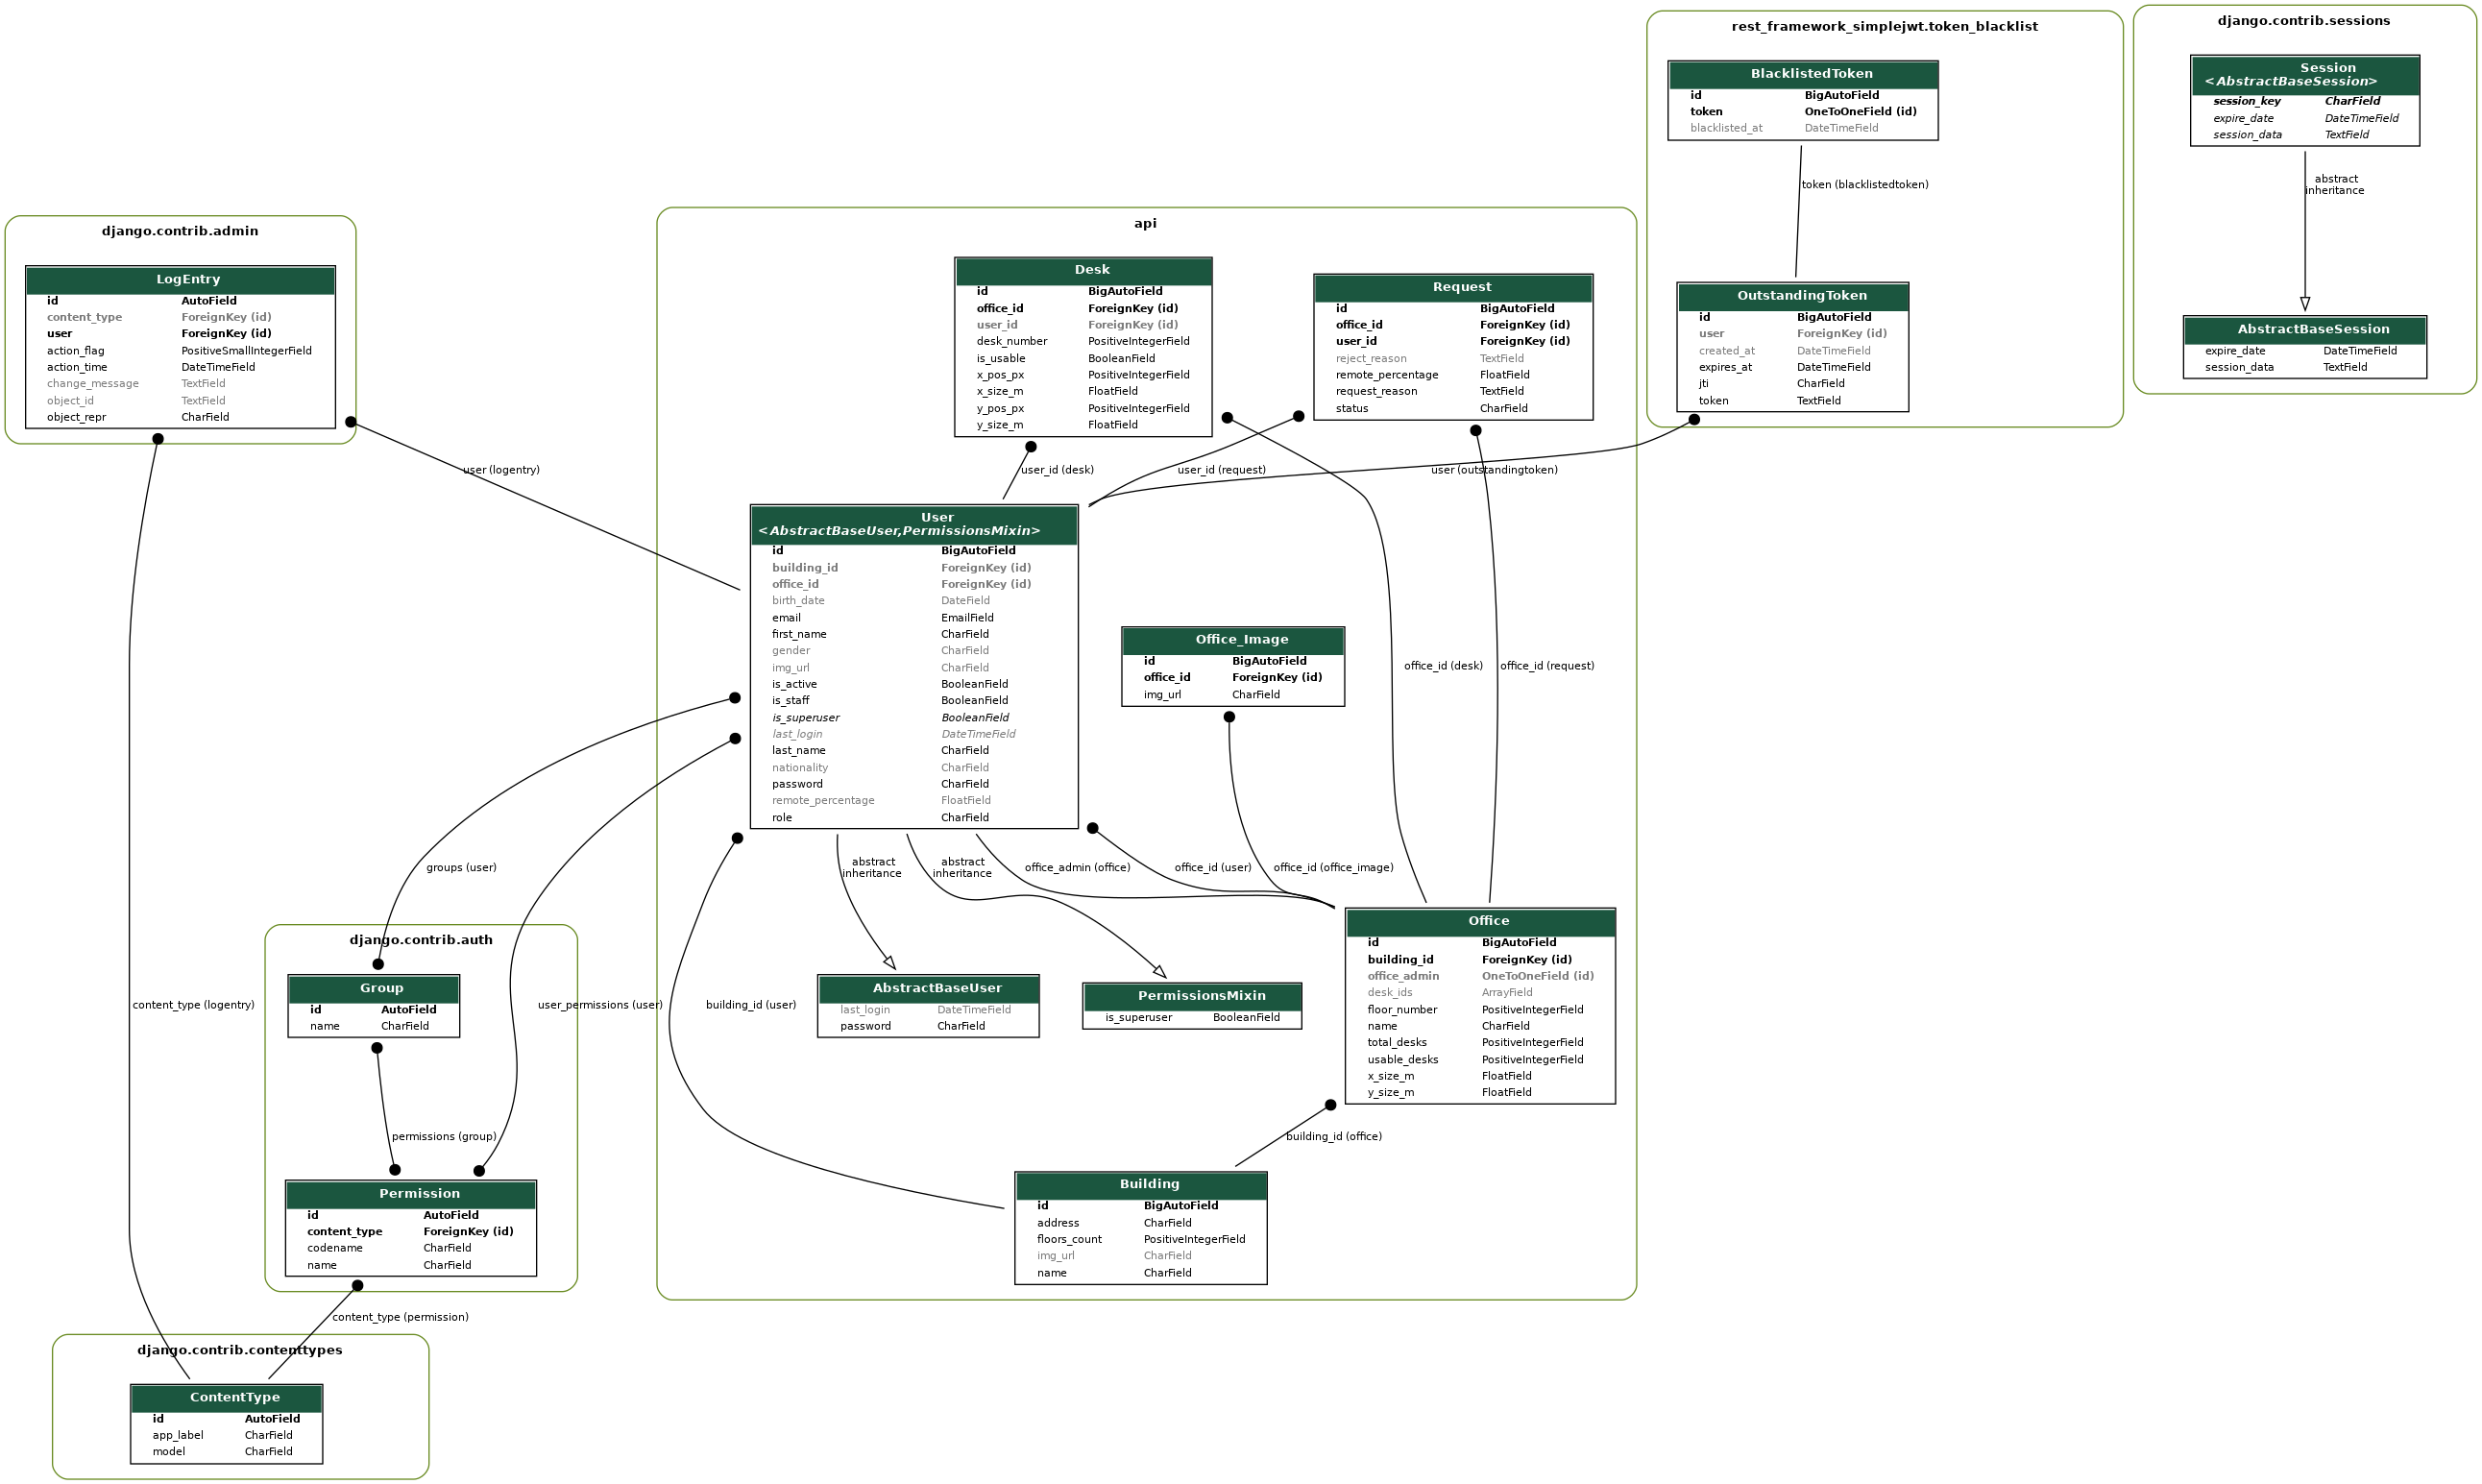 rest_framework_simplejwt.token_blacklist
BlacklistedToken
id BigAutoField
token OneToOneField (id)
blacklisted_at DateTimeField
token (blacklistedtoken)
OutstandingToken
id BigAutoField
user ForeignKey (id)
created_at DateTimeField
expires_at DateTimeField
jti CharField
token TextField
django.contrib.sessions
Session
<AbstractBaseSession>
session_key CharField
expire_date DateTimeField
session_data TextField
abstract
inheritance
AbstractBaseSession
expire_date DateTimeField
session_data TextField
django.contrib.admin
LogEntry
id AutoField
content_type ForeignKey (id)
user ForeignKey (id)
action_flag PositiveSmallIntegerField
action_time DateTimeField
change_message TextField
object_id TextField
object_repr CharField
user (logentry)
api
Desk
id BigAutoField
office_id ForeignKey (id)
user_id ForeignKey (id)
desk_number PositiveIntegerField
is_usable BooleanField
x_pos_px PositiveIntegerField
x_size_m FloatField
y_pos_px PositiveIntegerField
y_size_m FloatField
Request
id BigAutoField
office_id ForeignKey (id)
user_id ForeignKey (id)
reject_reason TextField
remote_percentage FloatField
request_reason TextField
status CharField
user_id (desk)
user_id (request)
user (outstandingtoken)
User
<AbstractBaseUser,PermissionsMixin>
id BigAutoField
building_id ForeignKey (id)
office_id ForeignKey (id)
birth_date DateField
email EmailField
first_name CharField
gender CharField
img_url CharField
is_active BooleanField
is_staff BooleanField
is_superuser BooleanField
last_login DateTimeField
last_name CharField
nationality CharField
password CharField
remote_percentage FloatField
role CharField
Office_Image
id BigAutoField
office_id ForeignKey (id)
img_url CharField
office_id (desk)
office_id (request)
groups (user)
abstract
inheritance
abstract
inheritance
office_admin (office)
office_id (user)
office_id (office_image)
django.contrib.auth
Group
id AutoField
name CharField
content_type (logentry)
user_permissions (user)
building_id (user)
AbstractBaseUser
last_login DateTimeField
password CharField
PermissionsMixin
is_superuser BooleanField
Office
id BigAutoField
building_id ForeignKey (id)
office_admin OneToOneField (id)
desk_ids ArrayField
floor_number PositiveIntegerField
name CharField
total_desks PositiveIntegerField
usable_desks PositiveIntegerField
x_size_m FloatField
y_size_m FloatField
permissions (group)
building_id (office)
Permission
id AutoField
content_type ForeignKey (id)
codename CharField
name CharField
Building
id BigAutoField
address CharField
floors_count PositiveIntegerField
img_url CharField
name CharField
content_type (permission)
django.contrib.contenttypes
ContentType
id AutoField
app_label CharField
model CharField